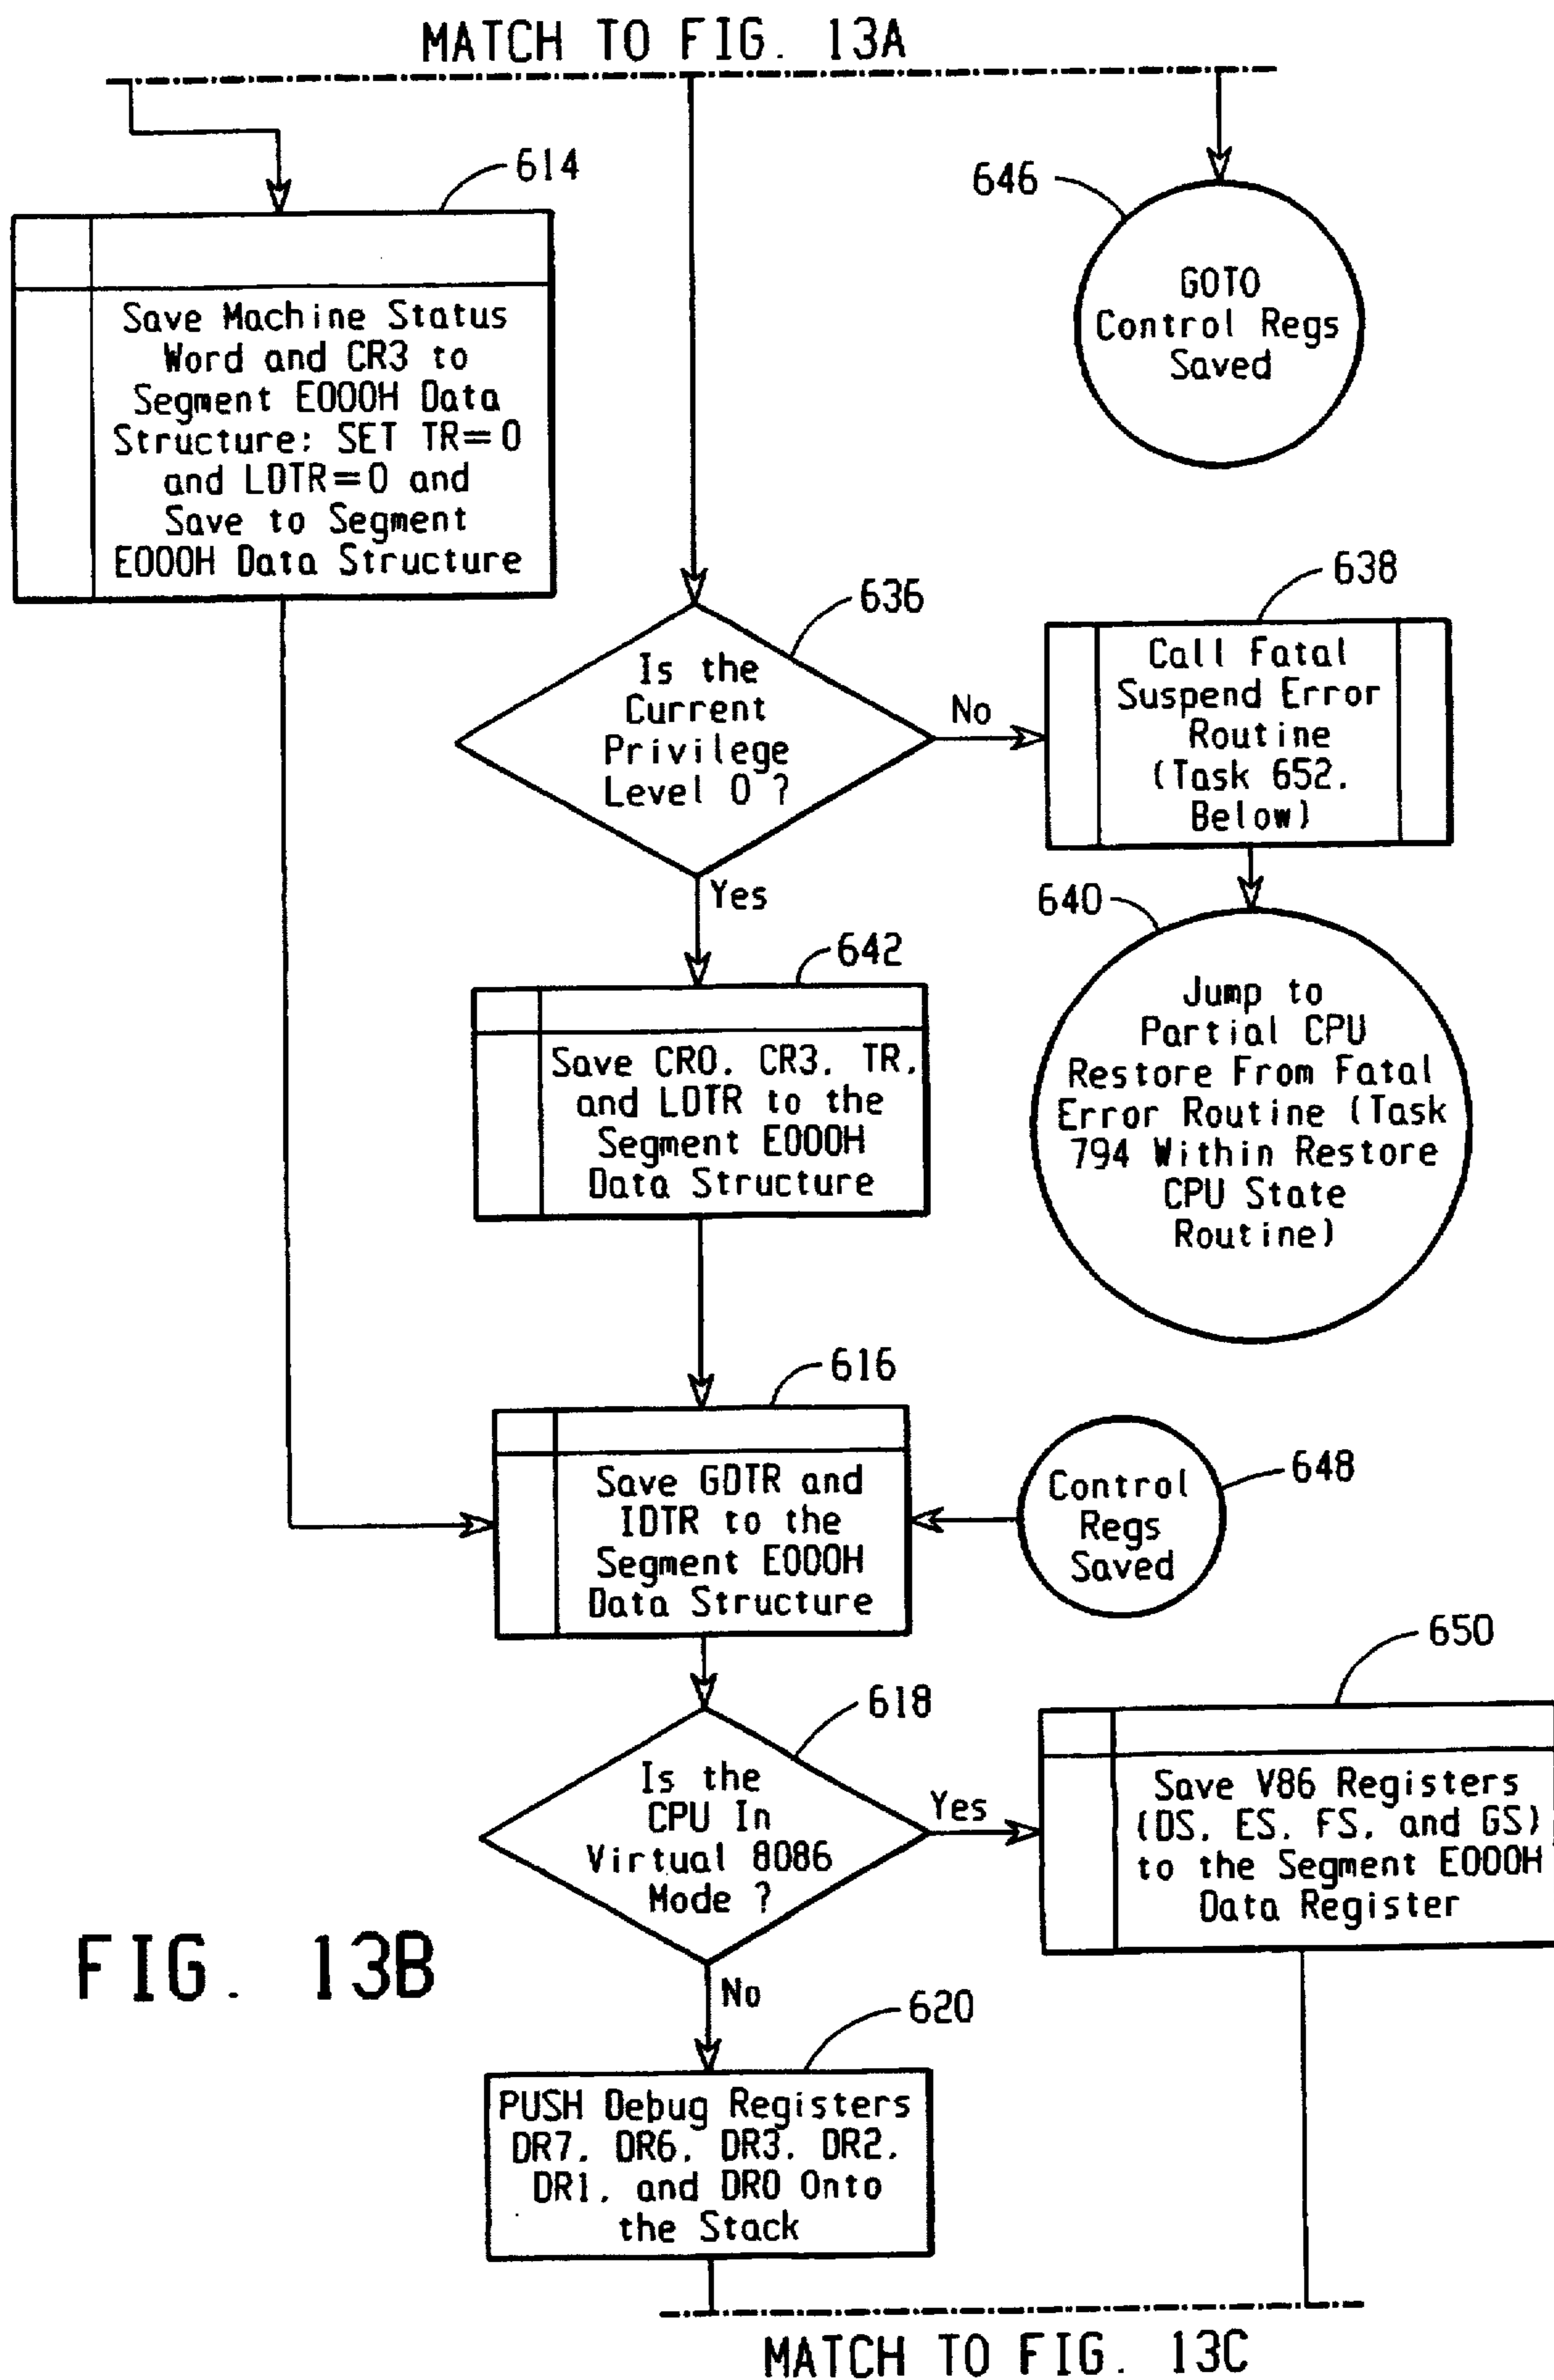 MATCH TO FIG. 13A
614
Save Machine Status
Word and CR3 to
Segment E000H Data
Structure; SET TR=0
and LDTR=0 and
Save to Segment
E000H Data Structure
646
GOTO
Control Regs
Saved
636
Is the
Current
Privilege
Level 0 ?
No
Yes
638
Call Fatal
Suspend Error
Routine
(Task 652,
Below)
640
Jump to
Partial CPU
Restore From Fatal
Error Routine (Task
794 Within Restore
CPU State
Routine)
642
Save CR0, CR3, TR,
and LDTR to the
Segment E000H
Data Structure
616
Save GDTR and
IDTR to the
Segment E000H
Data Structure
648
Control
Regs
Saved
618
Is the
CPU In
Virtual 8086
Mode ?
Yes
No
650
Save V86 Registers
(DS, ES, FS, and GS)
to the Segment E000H
Data Register
620
PUSH Debug Registers
DR7, DR6, DR3, DR2,
DR1, and DR0 Onto
the Stack
FIG. 13B
MATCH TO FIG. 13C